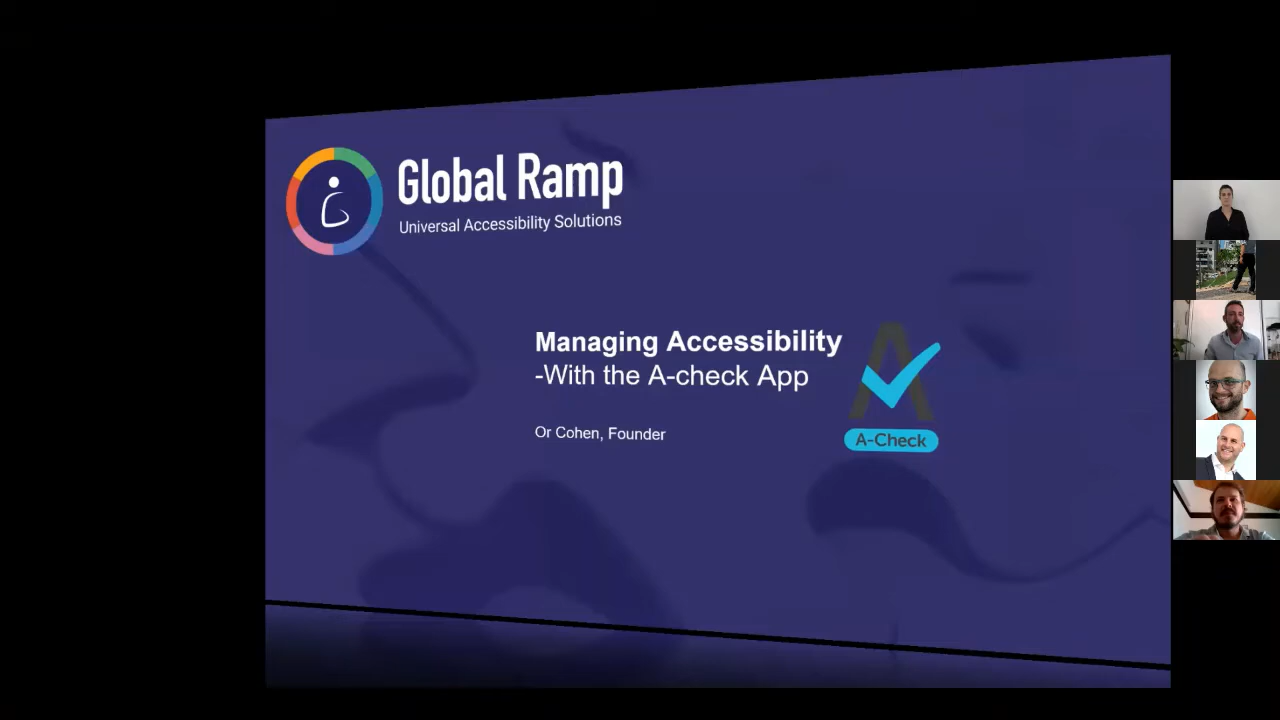 Global Ramp
Universal Accessibility Solutions
Managing Accessibility
-With the A-check App
Or Cohen, Founder
A-Check